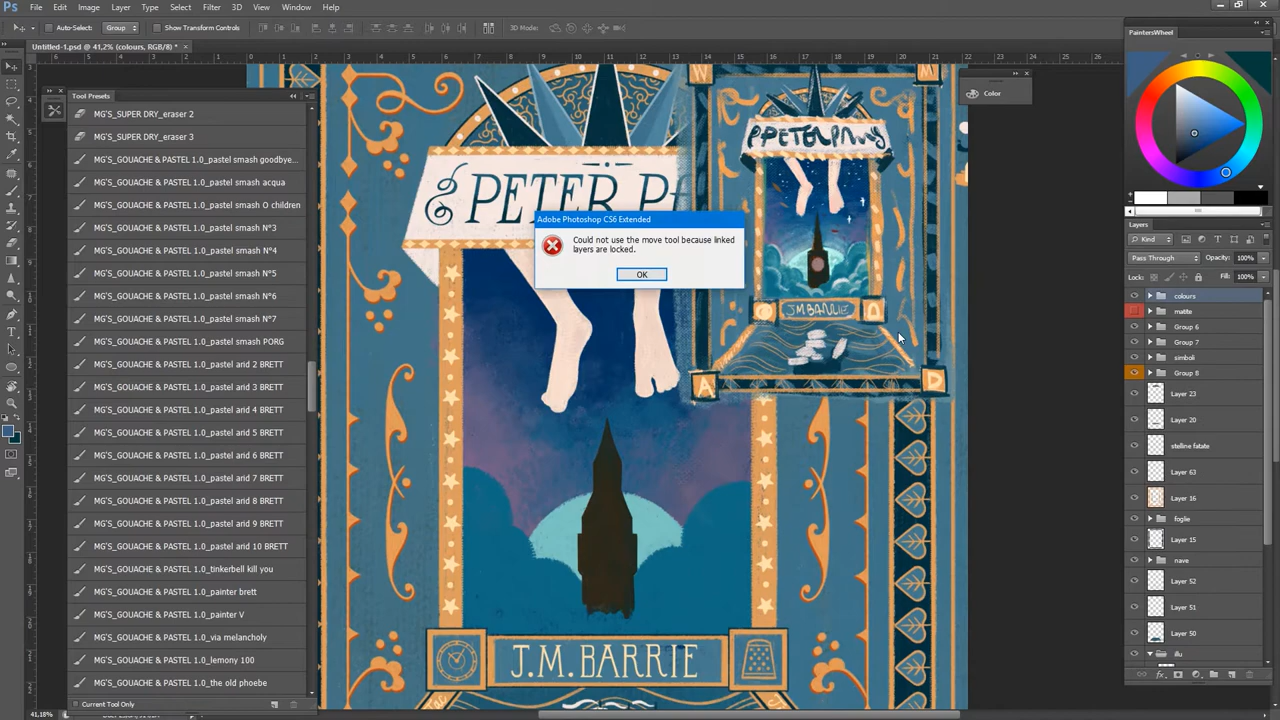 Ps File Edit Image Layer Type Select Filter 3D View Window Help
Auto-Select: Group Show Transform Controls 3D Mode:
Untitled-1.psd @ 41,2% (colours, RGB/8) *
Tool Presets
MG'S_SUPER DRY_eraser 2
MG'S_SUPER DRY_eraser 3
MG'S_GOUACHE & PASTEL 1.0_pastel smash goodbye...
MG'S_GOUACHE & PASTEL 1.0_pastel smash acqua
MG'S_GOUACHE & PASTEL 1.0_pastel smash O children
MG'S_GOUACHE & PASTEL 1.0_pastel smash N°3
MG'S_GOUACHE & PASTEL 1.0_pastel smash N°4
MG'S_GOUACHE & PASTEL 1.0_pastel smash N°5
MG'S_GOUACHE & PASTEL 1.0_pastel smash N°6
MG'S_GOUACHE & PASTEL 1.0_pastel smash N°7
MG'S_GOUACHE & PASTEL 1.0_pastel smash PORG
MG'S_GOUACHE & PASTEL 1.0_pastel and 2 BRETT
MG'S_GOUACHE & PASTEL 1.0_pastel and 3 BRETT
MG'S_GOUACHE & PASTEL 1.0_pastel and 4 BRETT
MG'S_GOUACHE & PASTEL 1.0_pastel and 5 BRETT
MG'S_GOUACHE & PASTEL 1.0_pastel and 6 BRETT
MG'S_GOUACHE & PASTEL 1.0_pastel and 7 BRETT
MG'S_GOUACHE & PASTEL 1.0_pastel and 8 BRETT
MG'S_GOUACHE & PASTEL 1.0_pastel and 9 BRETT
MG'S_GOUACHE & PASTEL 1.0_pastel and 10 BRETT
MG'S_GOUACHE & PASTEL 1.0_tinkerbell kill you
MG'S_GOUACHE & PASTEL 1.0_painter brett
MG'S_GOUACHE & PASTEL 1.0_painter V
MG'S_GOUACHE & PASTEL 1.0_via melancholy
MG'S_GOUACHE & PASTEL 1.0_lemony 100
MG'S_GOUACHE & PASTEL 1.0_the old phoebe
Current Tool Only
41,18%
PETER P
J.M. BARRIE
W
M
J M BARRIE
A
D
Adobe Photoshop CS6 Extended
Could not use the move tool because linked
layers are locked.
OK
Color
PaintersWheel
Layers
Kind
Pass Through Opacity: 100%
Lock: Fill: 100%
colours
matite
Group 6
Group 7
simboli
Group 8
Layer 23
Layer 20
stelline fatate
Layer 63
Layer 16
foglie
Layer 15
nave
Layer 52
Layer 51
Layer 50
illu